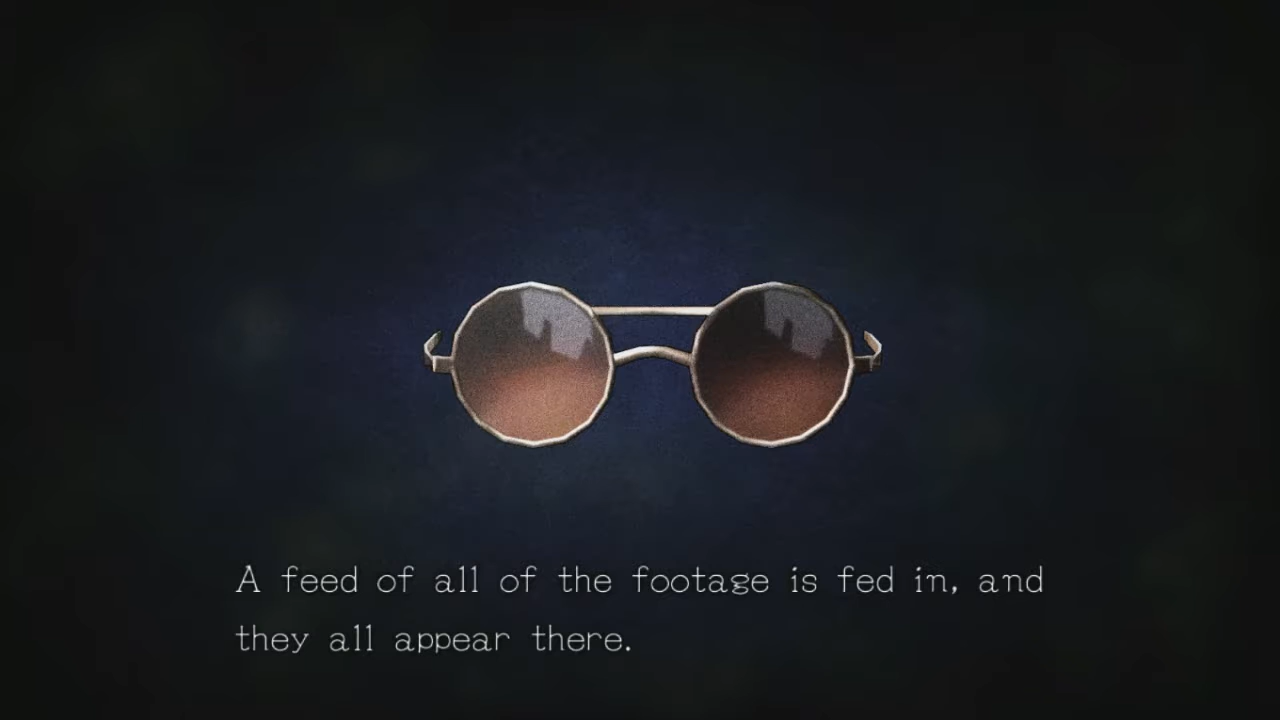 A feed of all of the footage is fed in, and
they all appear there.